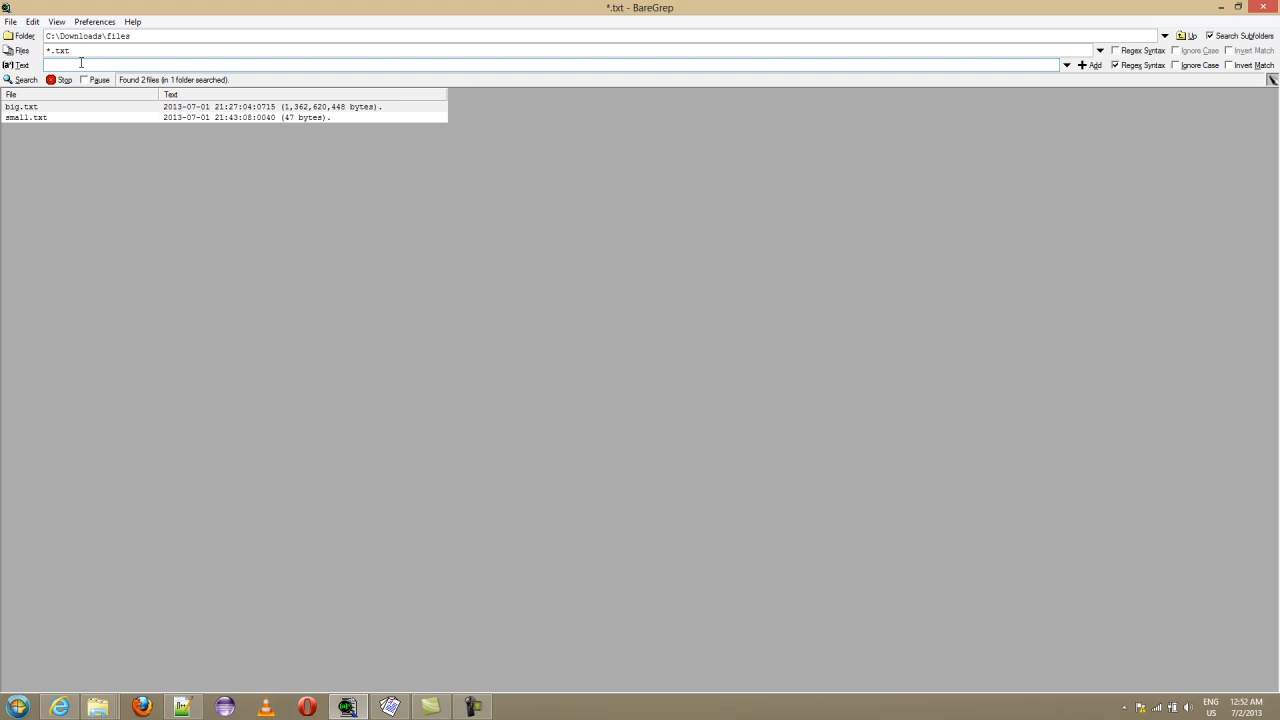 *.txt - BareGrep
File Edit View Preferences Help
Folder C:\Downloads\files Up Search Subfolders
Files *.txt Regex Syntax Ignore Case Invert Match
Text Add Regex Syntax Ignore Case Invert Match
Search Stop Pause Found 2 files (in 1 folder searched).
File Text
big.txt 2013-07-01 21:27:04:0715 (1,362,620,448 bytes).
small.txt 2013-07-01 21:43:08:0040 (47 bytes).
ENG 12:52 AM
US 7/2/2013